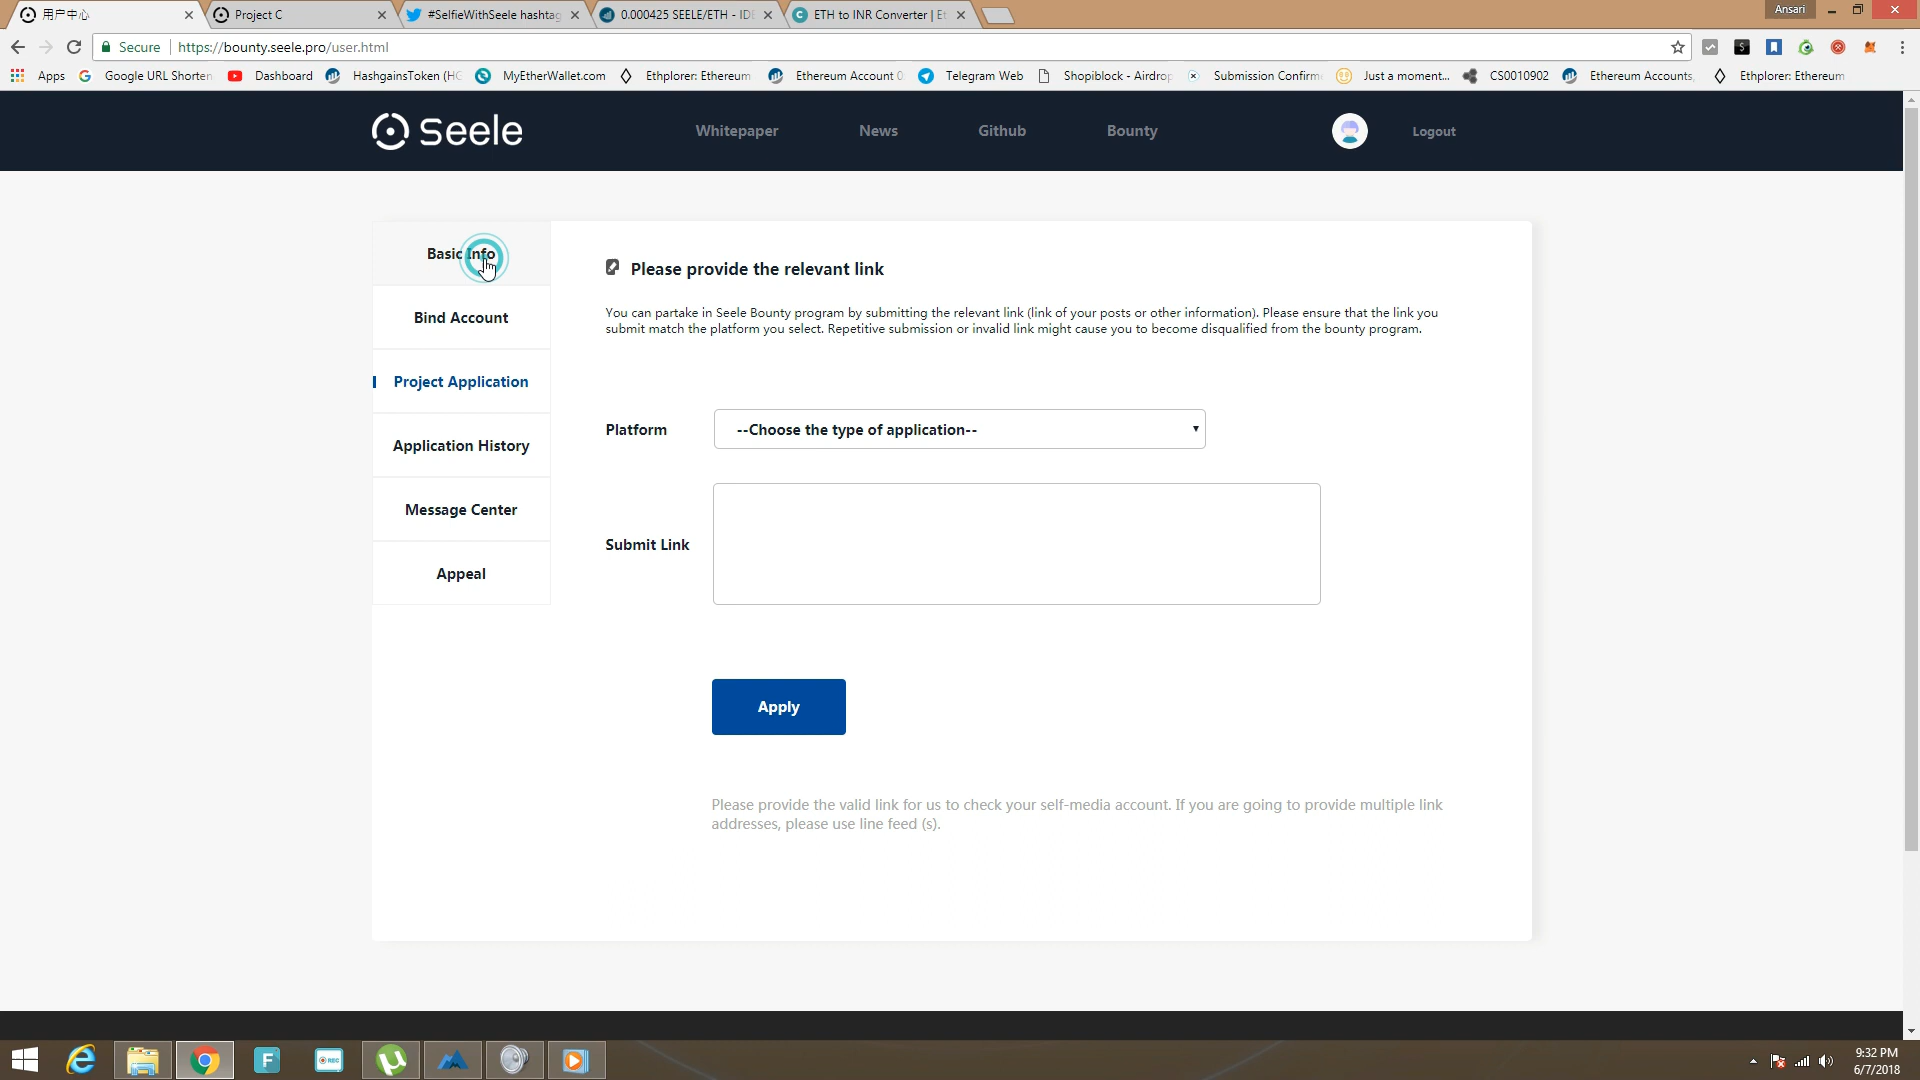 用户中心
Project C
#SelfieWithSeele hashtag
0.000425 SEELE/ETH - IDE
ETH to INR Converter | Et
Ansari
Secure
https://bounty.seele.pro/user.html
Apps
Google URL Shorten
Dashboard
HashgainsToken (HG
MyEtherWallet.com
Ethplorer: Ethereum
Ethereum Account 0
Telegram Web
Shopiblock - Airdrop
Submission Confirm
Just a moment...
CS0010902
Ethereum Accounts,
Ethplorer: Ethereum
Seele
Whitepaper
News
Github
Bounty
Logout
Basic Info
Bind Account
Project Application
Application History
Message Center
Appeal
Please provide the relevant link
You can partake in Seele Bounty program by submitting the relevant link (link of your posts or other information). Please ensure that the link you
submit match the platform you select. Repetitive submission or invalid link might cause you to become disqualified from the bounty program.
Platform
--Choose the type of application--
Submit Link
Apply
Please provide the valid link for us to check your self-media account. If you are going to provide multiple link
addresses, please use line feed (s).
F
REC
9:32 PM
6/7/2018